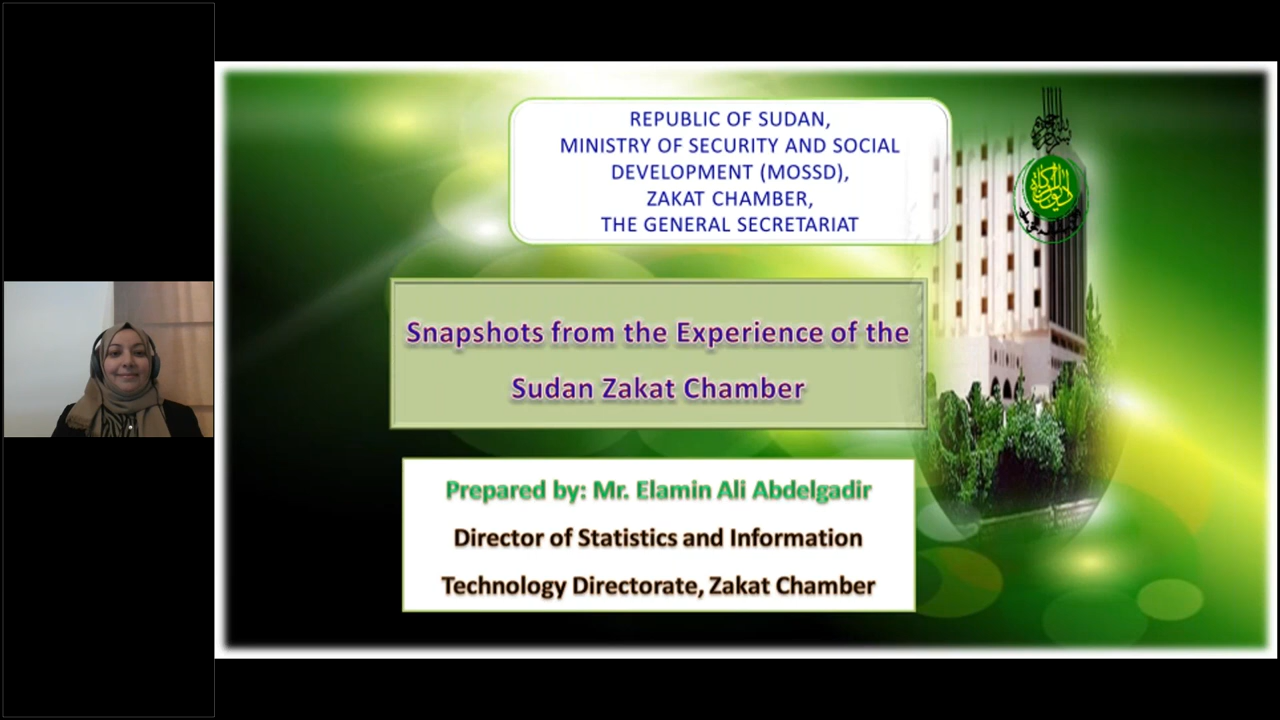 REPUBLIC OF SUDAN,
MINISTRY OF SECURITY AND SOCIAL
DEVELOPMENT (MOSSD),
ZAKAT CHAMBER,
THE GENERAL SECRETARIAT
Snapshots from the Experience of the
Sudan Zakat Chamber
Prepared by: Mr. Elamin Ali Abdelgadir
Director of Statistics and Information
Technology Directorate, Zakat Chamber